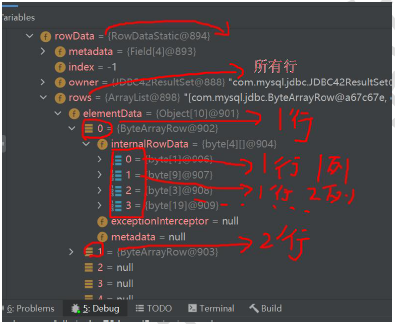 Variables
rowData = {RowDataStatic@894}
metadata = {Field[4]@893}
index = -1
owner = {JDBC42ResultSet@888} "com.mysql.jdbc.JDBC42ResultS
所有行
rows = {ArrayList@898} "[com.mysql.jdbc.ByteArrayRow@a67c67e,
elementData = {Object[10]@901}
1行
0 = {ByteArrayRow@902}
internalRowData = {byte[4][]@904}
0 = {byte[1]@906}
1行 1列
1 = {byte[9]@907}
1行 2列
2 = {byte[3]@908}
3 = {byte[19]@909}
exceptionInterceptor = null
metadata = null
2行
1 = {ByteArrayRow@903}
2 = null
3 = null
4 = null
6: Problems 5: Debug TODO Terminal Build